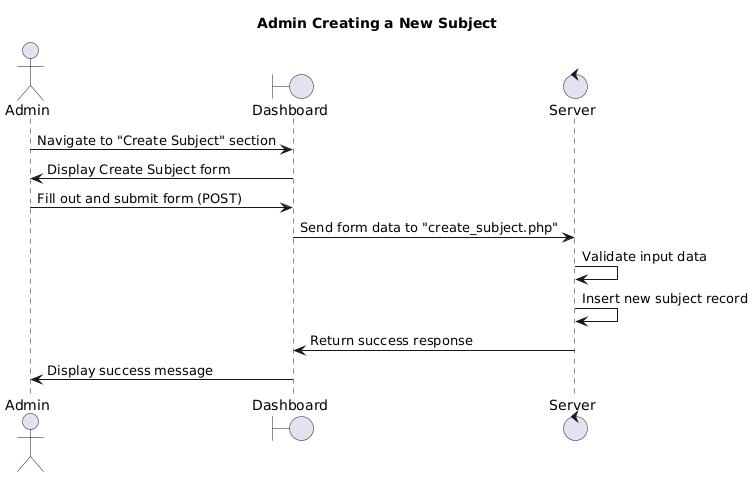 Admin Creating a New Subject
Admin
Dashboard
Server
Navigate to "Create Subject" section
Display Create Subject form
Fill out and submit form (POST)
Send form data to "create_subject.php"
Validate input data
Insert new subject record
Return success response
Display success message
Admin
Dashboard
Server